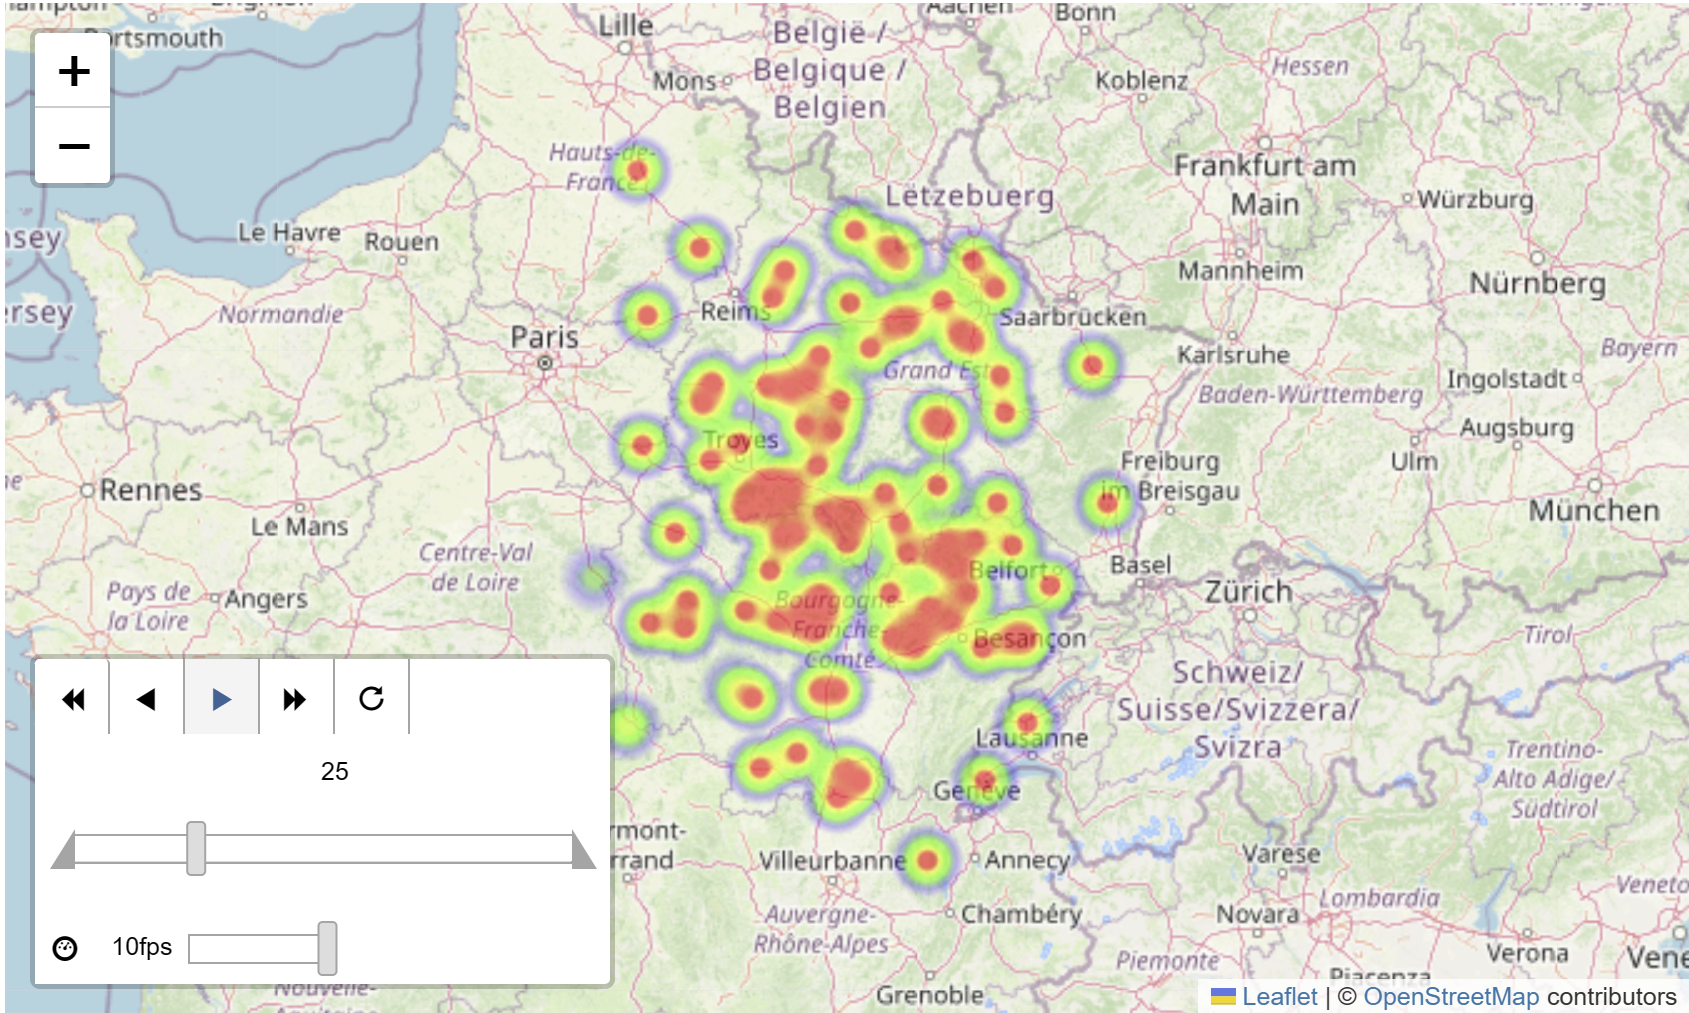 Brighton
Portsmouth
Lille
Mons
België /
Belgique /
Belgien
Aachen
Bonn
Koblenz
Hessen
Hauts-de-
France
Frankfurt am
Main
Würzburg
Lëtzebuerg
Le Havre
Rouen
Mannheim
Nürnberg
Normandie
Reims
Saarbrücken
Paris
Karlsruhe
Bayern
Grand Est
Ingolstadt
Baden-Württemberg
Troyes
Augsburg
Freiburg
im Breisgau
Ulm
Rennes
München
Le Mans
Centre-Val
de Loire
Belfort
Basel
Pays de
la Loire
Angers
Zürich
Bourgogne-
Franche-
Comté
Besançon
Tirol
Schweiz/
Suisse/Svizzera/
Svizra
Lausanne
Trentino-
Alto Adige/
Südtirol
25
Genève
Villeurbanne
Annecy
Varese
Lombardia
Chambéry
Novara
Auvergne-
Rhône-Alpes
10fps
Verona
Piemonte
Piacenza
Grenoble
Leaflet | © OpenStreetMap contributors